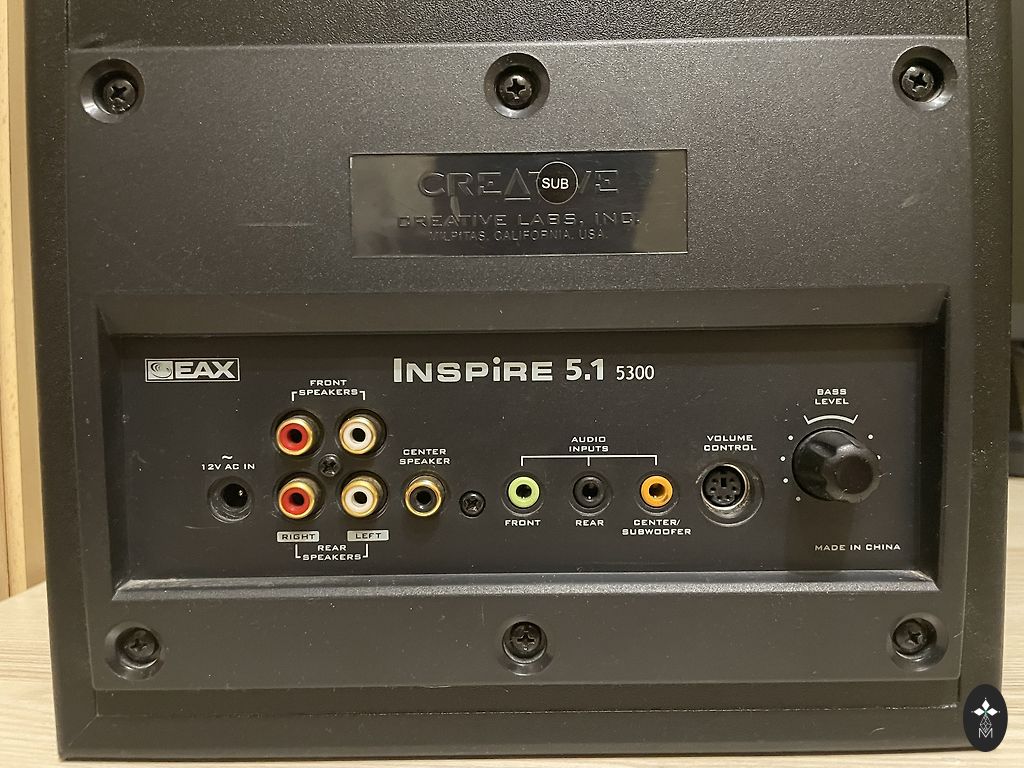 CREATIVE
SUB
CREATIVE LABS, INC.
MILPITAS, CALIFORNIA, USA.
EAX
INSPiRE 5.1 5300
FRONT
SPEAKERS
BASS
LEVEL
~
12V AC IN
CENTER
SPEAKER
AUDIO
INPUTS
VOLUME
CONTROL
FRONT
REAR
CENTER/
SUBWOOFER
RIGHT
LEFT
REAR
SPEAKERS
MADE IN CHINA
M